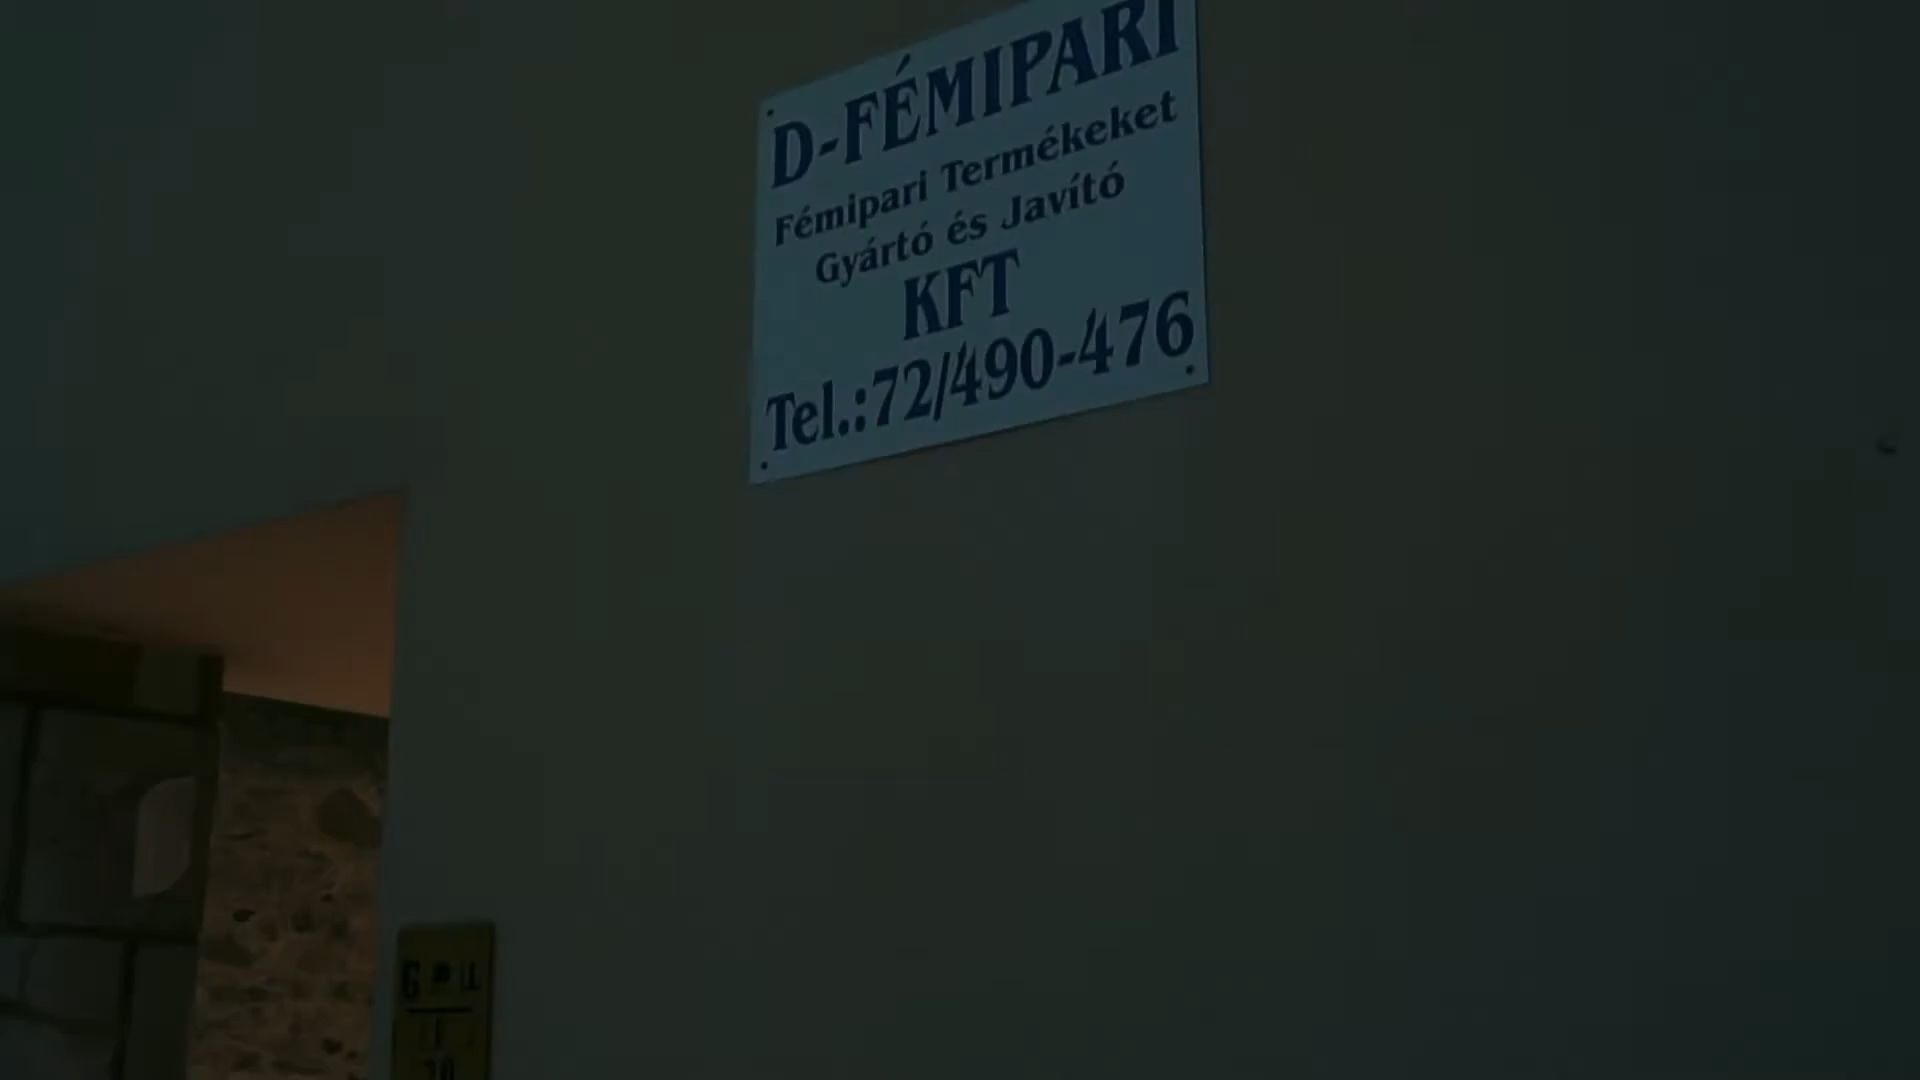 D-FÉMIPARI
Fémipari Termékeket
Gyártó és Javító
KFT
Tel.:72/490-476